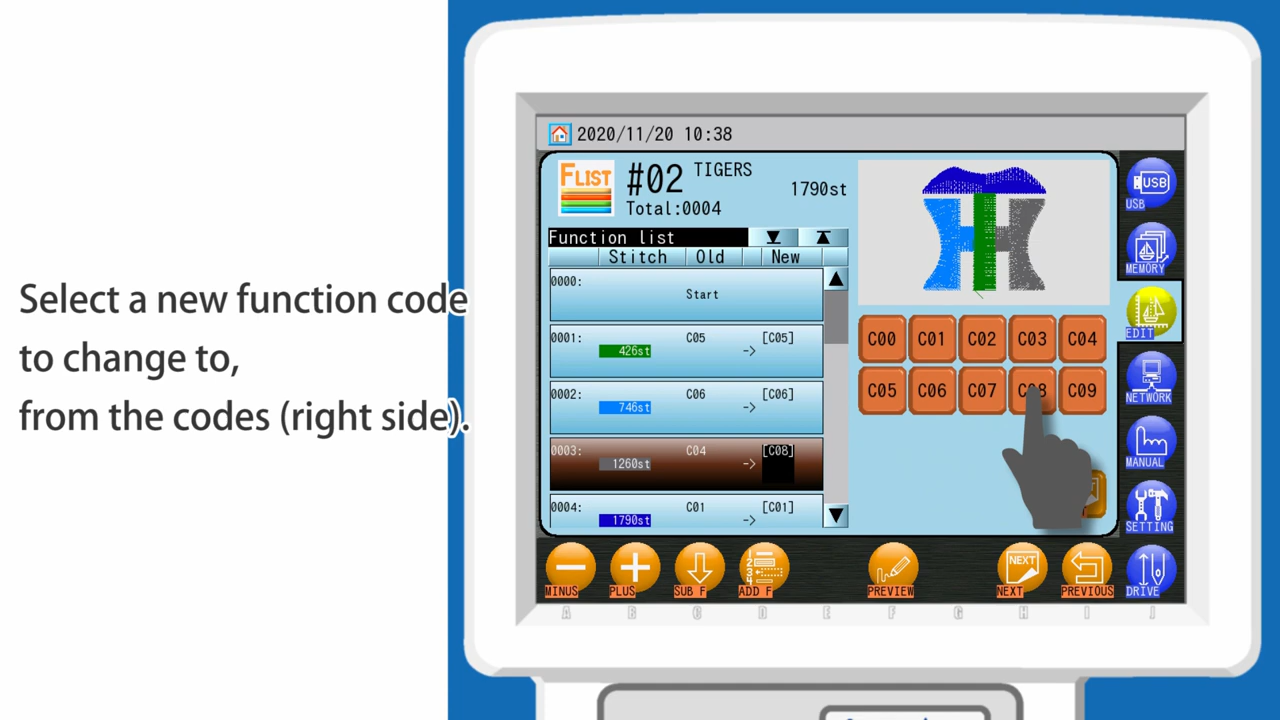 Select a new function code
to change to,
from the codes (right side).
2020/11/20 10:38
FLIST
#02 TIGERS
1790st
Total:0004
Function list
Stitch Old New
0000:
Start
0001: C05 [C05]
426st ->
0002: C06 [C06]
746st ->
0003: C04 [C08]
1260st ->
0004: C01 [C01]
1790st ->
C00 C01 C02 C03 C04
C05 C06 C07 C08 C09
USB
USB
MEMORY
EDIT
NETWORK
MANUAL
SETTING
DRIVE
NEXT
MINUS PLUS SUB F ADD F PREVIEW NEXT PREVIOUS
A B C D E F G H I J